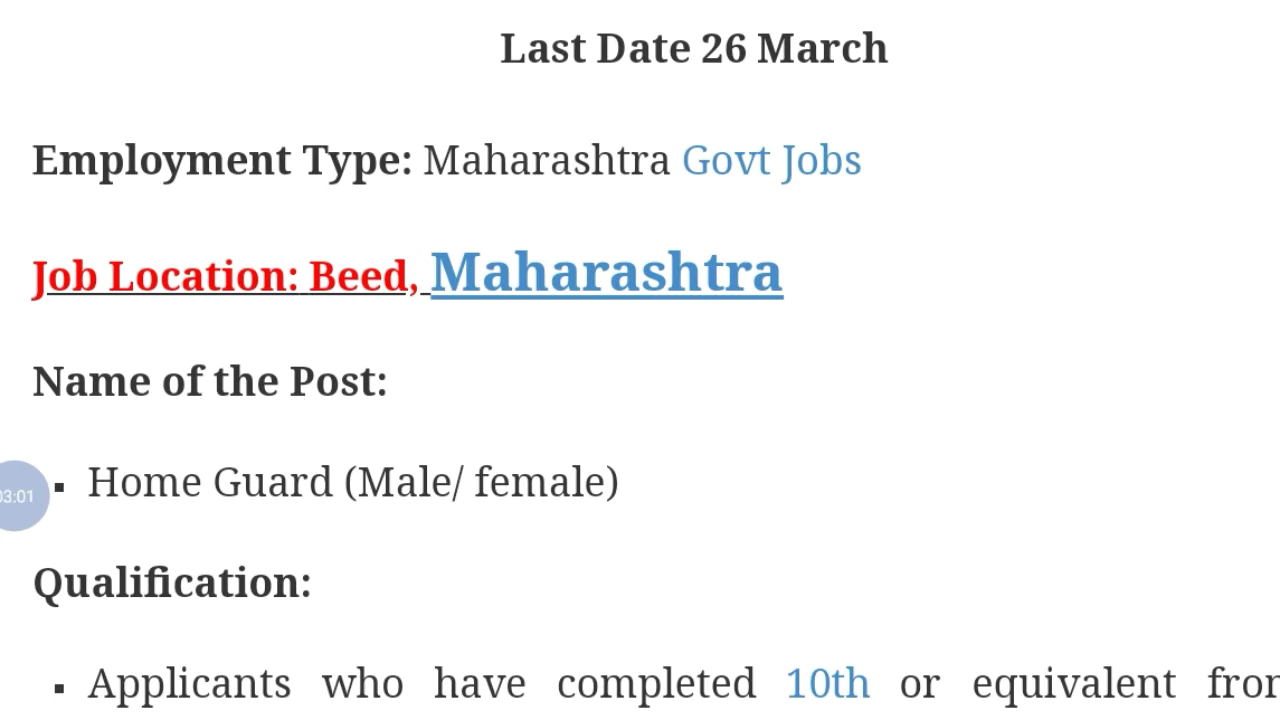 Last Date 26 March
Employment Type: Maharashtra Govt Jobs
Job Location: Beed, Maharashtra
Name of the Post:
▪ Home Guard (Male/ female)
03:01
Qualification:
▪ Applicants who have completed 10th or equivalent